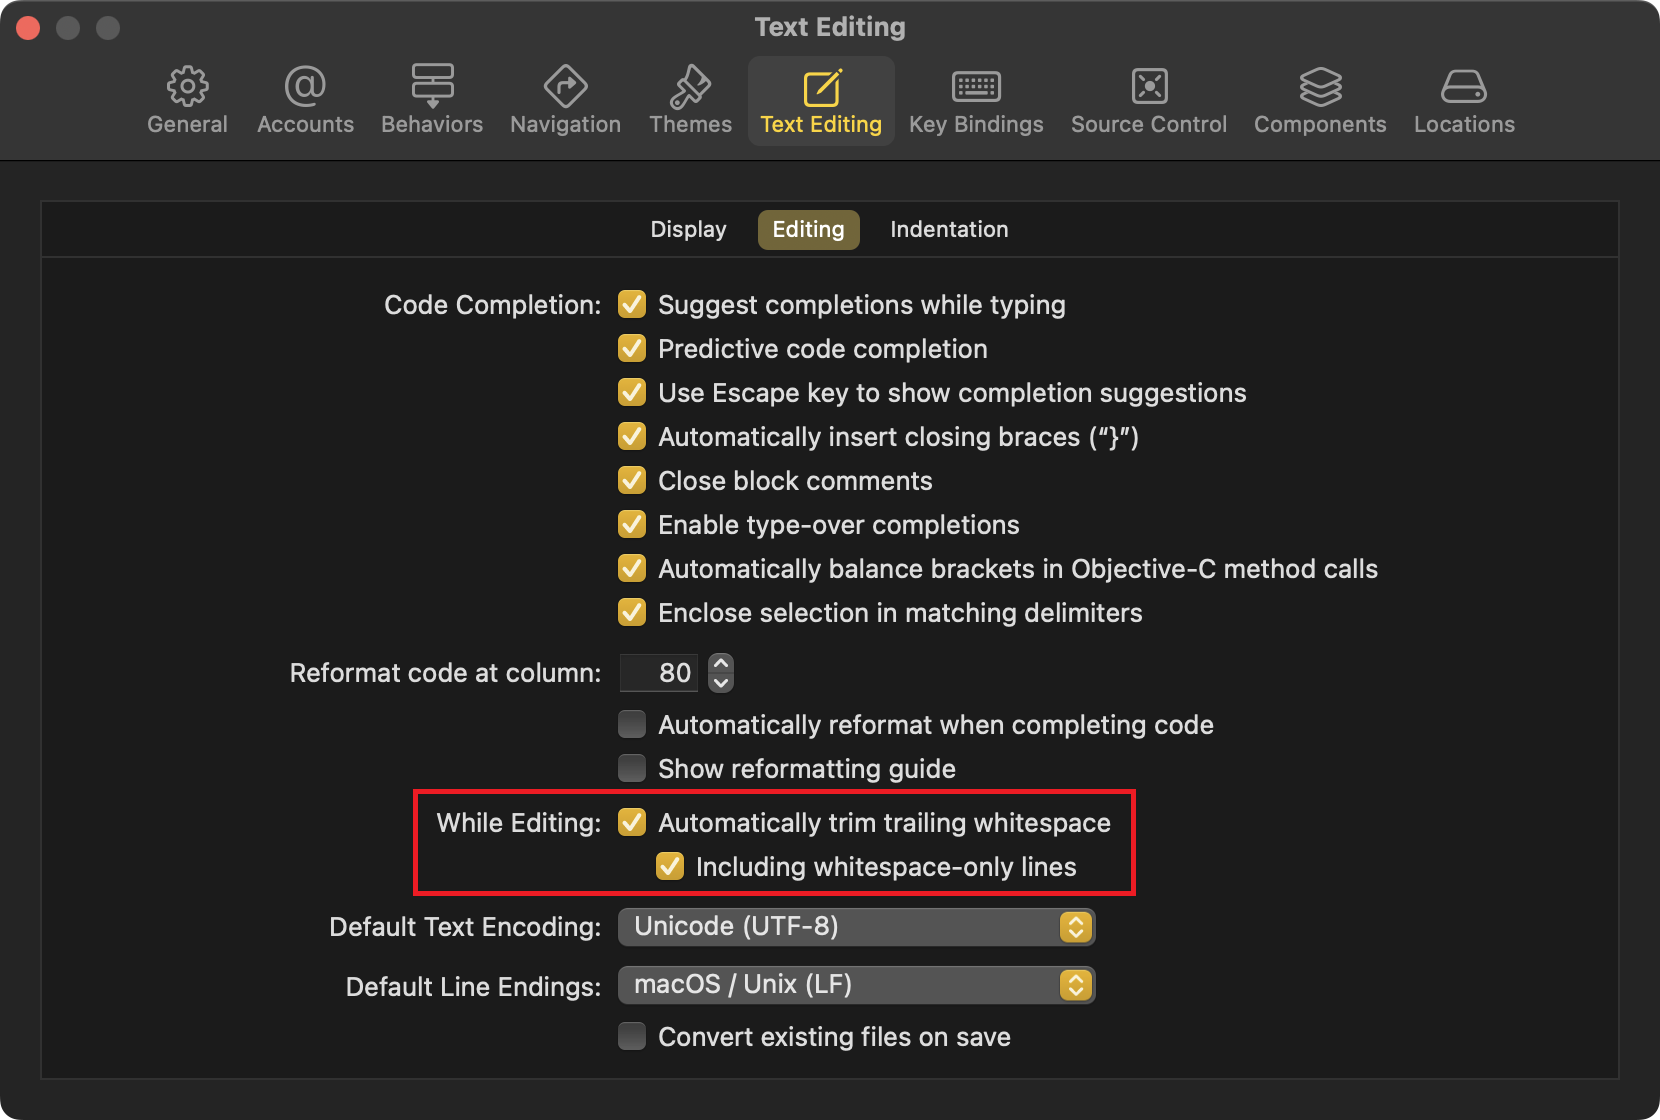 Text Editing
General Accounts Behaviors Navigation Themes Text Editing Key Bindings Source Control Components Locations
Display Editing Indentation
Code Completion: Suggest completions while typing
Predictive code completion
Use Escape key to show completion suggestions
Automatically insert closing braces (“}”)
Close block comments
Enable type-over completions
Automatically balance brackets in Objective-C method calls
Enclose selection in matching delimiters
Reformat code at column: 80
Automatically reformat when completing code
Show reformatting guide
While Editing: Automatically trim trailing whitespace
Including whitespace-only lines
Default Text Encoding: Unicode (UTF-8)
Default Line Endings: macOS / Unix (LF)
Convert existing files on save